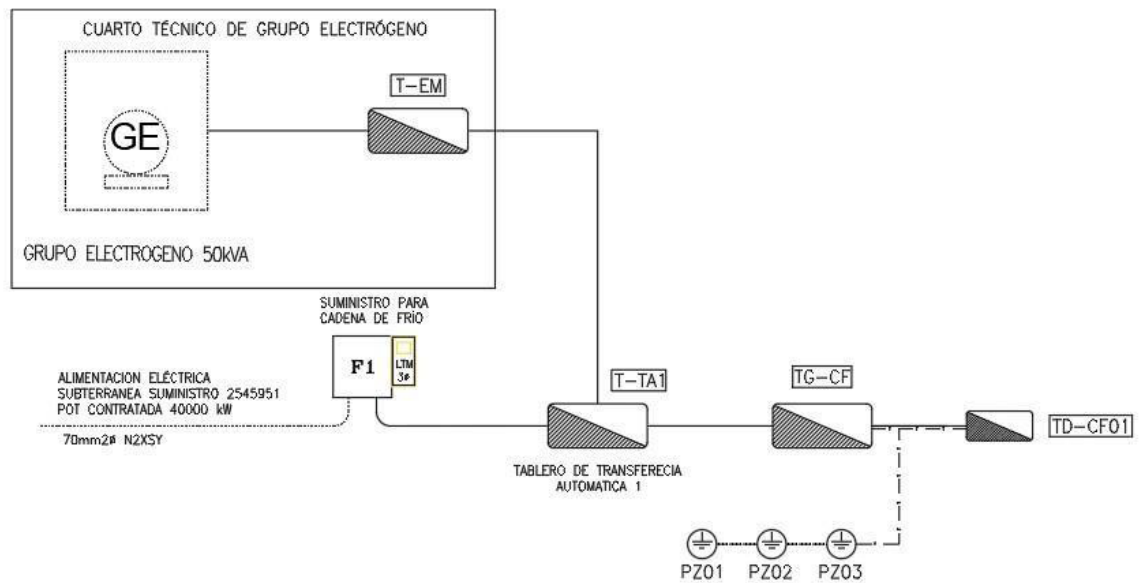 CUARTO TÉCNICO DE GRUPO ELECTRÓGENO
T-EM
GE
GRUPO ELECTROGENO 50kVA
SUMINISTRO PARA
CADENA DE FRÍO
F1
LTM
3ø
ALIMENTACION ELÉCTRICA
SUBTERRANEA SUMINISTRO 2545951
POT CONTRATADA 40000 kW
70mm2ø N2XSY
T-TA1
TG-CF
TD-CF01
TABLERO DE TRANSFERECIA
AUTOMATICA 1
PZ01 PZ02 PZ03